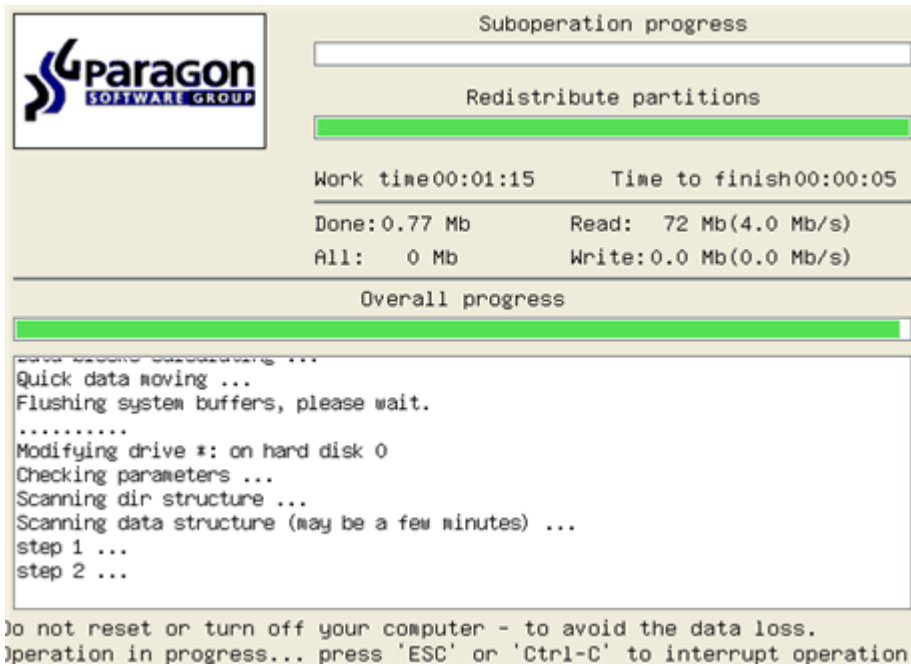 Paragon
SOFTWARE GROUP
Suboperation progress
Redistribute partitions
Work time00:01:15 Time to finish00:00:05
Done:0.77 Mb Read: 72 Mb(4.0 Mb/s)
All: 0 Mb Write:0.0 Mb(0.0 Mb/s)
Overall progress
Quick data moving ...
Flushing system buffers, please wait.
..........
Modifying drive *: on hard disk 0
Checking parameters ...
Scanning dir structure ...
Scanning data structure (may be a few minutes) ...
step 1 ...
step 2 ...
Do not reset or turn off your computer - to avoid the data loss.
Operation in progress... press 'ESC' or 'Ctrl-C' to interrupt operation